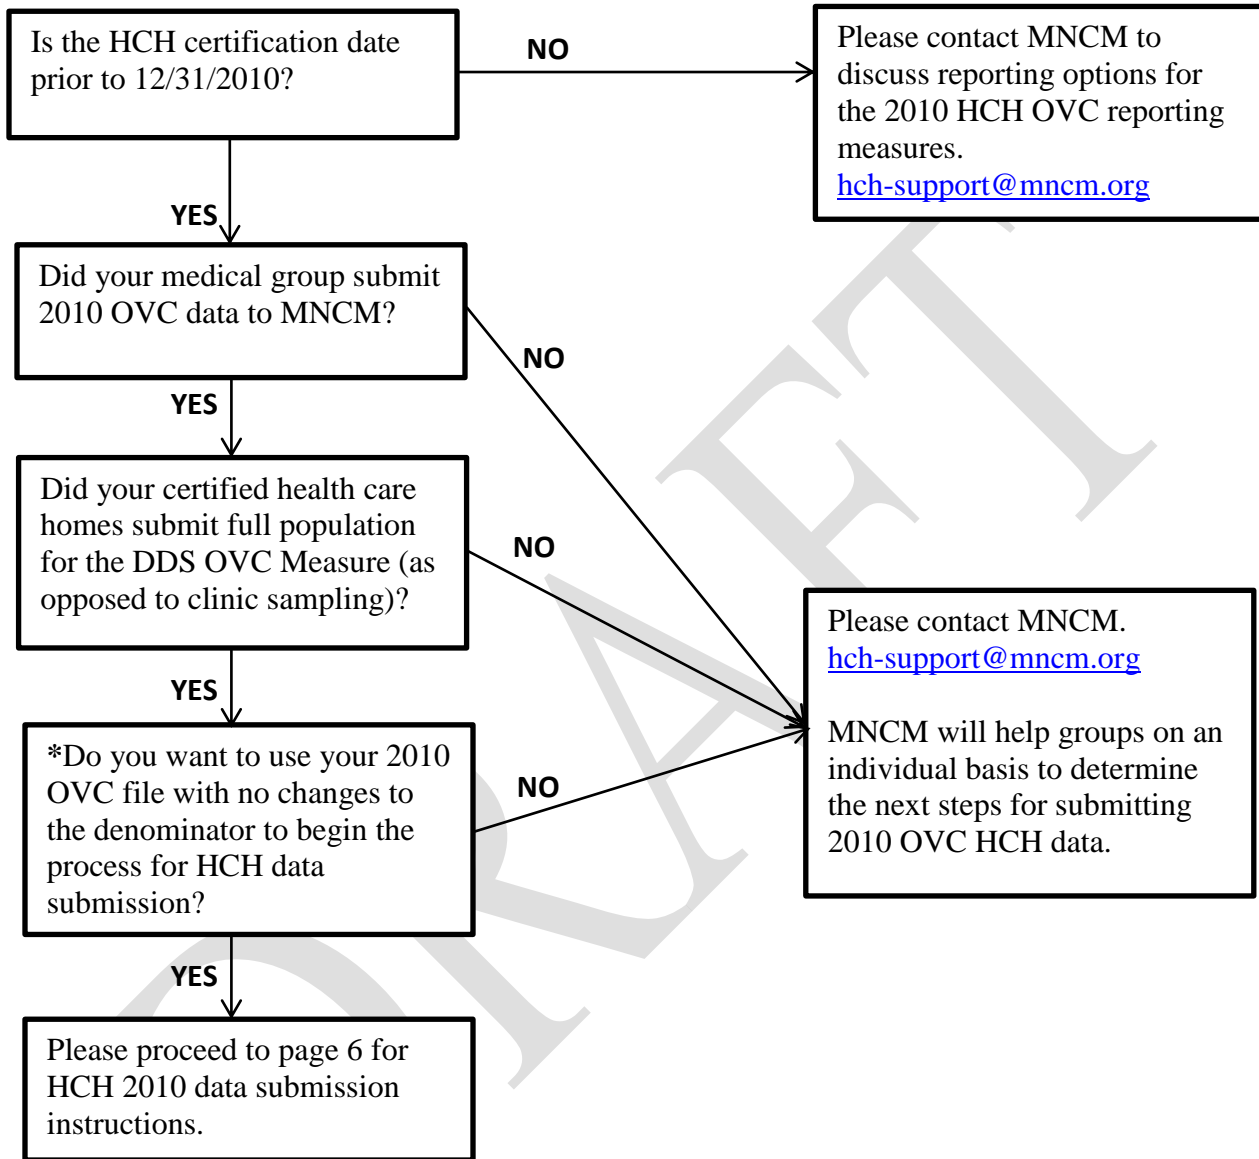 Is the HCH certification date
prior to 12/31/2010?
NO
Please contact MNCM to
discuss reporting options for
the 2010 HCH OVC reporting
measures.
hch-support@mncm.org
YES
Did your medical group submit
2010 OVC data to MNCM?
NO
YES
Did your certified health care
homes submit full population
for the DDS OVC Measure (as
opposed to clinic sampling)?
NO
Please contact MNCM.
hch-support@mncm.org
MNCM will help groups on an
individual basis to determine
the next steps for submitting
2010 OVC HCH data.
YES
*Do you want to use your 2010
OVC file with no changes to
the denominator to begin the
process for HCH data
submission?
NO
YES
Please proceed to page 6 for
HCH 2010 data submission
instructions.
DRAFT